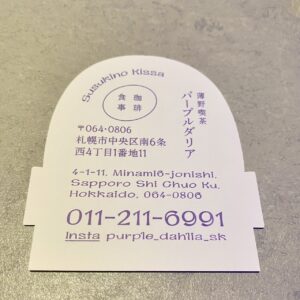 Susukino Kissa
珈琲
食事
薄野喫茶
パープルダリア
〒064-0806
札幌市中央区南6条
西4丁目1番地11
4-1-11, Minami6-jonishi,
Sapporo Shi Chuo Ku,
Hokkaido, 064-0806
011-211-6991
Insta purple_dahlia_sk